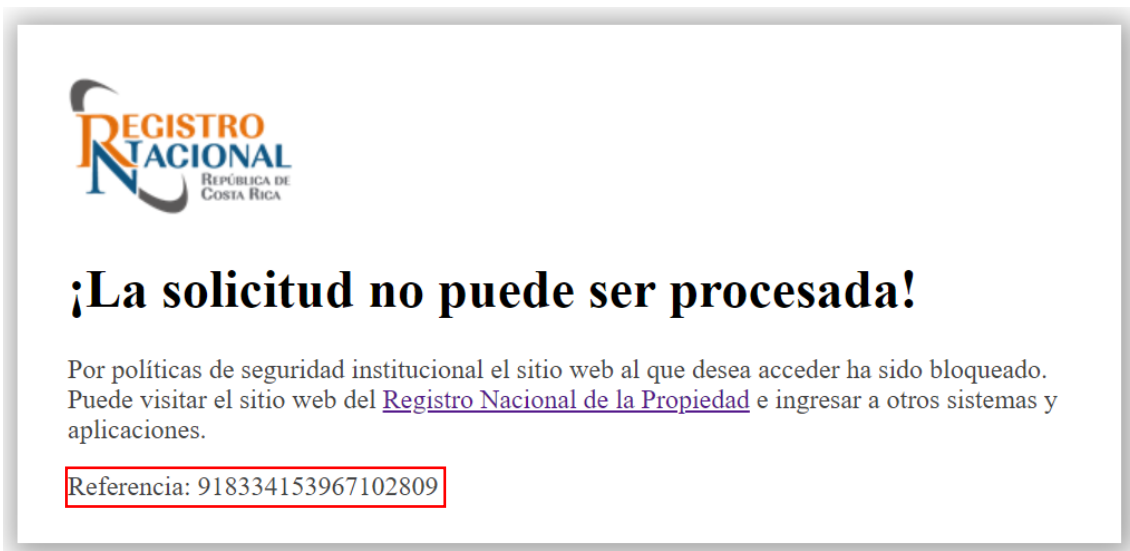 REGISTRO
NACIONAL
REPÚBLICA DE
COSTA RICA
¡La solicitud no puede ser procesada!
Por políticas de seguridad institucional el sitio web al que desea acceder ha sido bloqueado.
Puede visitar el sitio web del Registro Nacional de la Propiedad e ingresar a otros sistemas y
aplicaciones.
Referencia: 918334153967102809